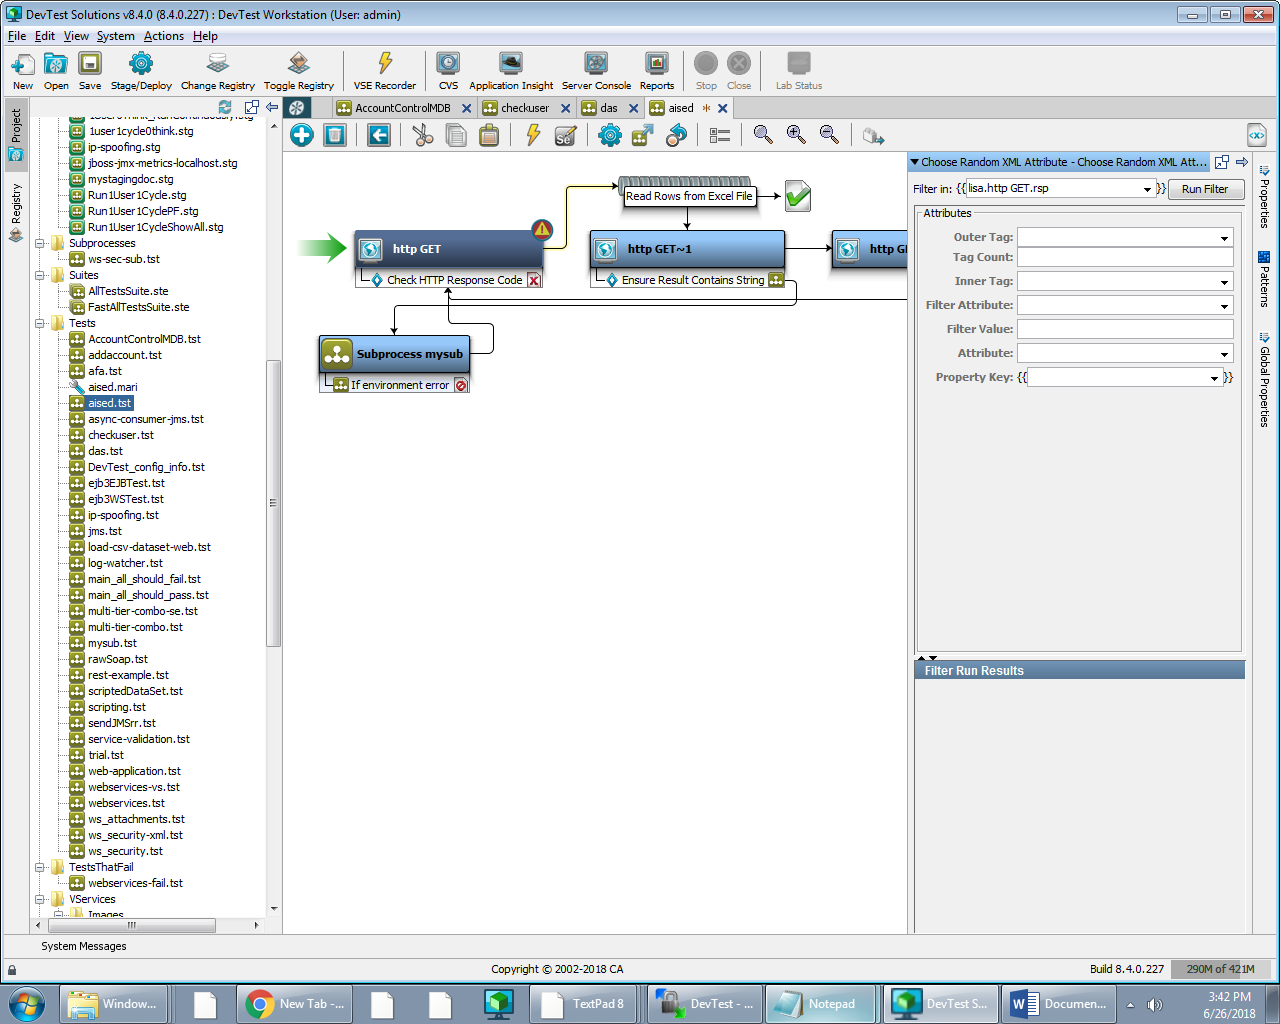 DevTest Solutions v8.4.0 (8.4.0.227) : DevTest Workstation (User: admin)
File Edit View System Actions Help
New Open Save Stage/Deploy Change Registry Toggle Registry VSE Recorder CVS Application Insight Server Console Reports Stop Close Lab Status
AccountControlMDB checkuser das aised
Project
Registry
1user1cycle0think.stg
ip-spoofing.stg
jboss-jmx-metrics-localhost.stg
mystagingdoc.stg
Run1User1Cycle.stg
Run1User1CyclePF.stg
Run1User1CycleShowAll.stg
Subprocesses
ws-sec-sub.tst
Suites
AllTestsSuite.ste
FastAllTestsSuite.ste
Tests
AccountControlMDB.tst
addaccount.tst
afa.tst
aised.mari
aised.tst
async-consumer-jms.tst
checkuser.tst
das.tst
DevTest_config_info.tst
ejb3EJBTest.tst
ejb3WSTest.tst
ip-spoofing.tst
jms.tst
load-csv-dataset-web.tst
log-watcher.tst
main_all_should_fail.tst
main_all_should_pass.tst
multi-tier-combo-se.tst
multi-tier-combo.tst
mysub.tst
rawSoap.tst
rest-example.tst
scriptedDataSet.tst
scripting.tst
sendJMSrr.tst
service-validation.tst
trial.tst
web-application.tst
webservices-vs.tst
webservices.tst
ws_attachments.tst
ws_security-xml.tst
ws_security.tst
TestsThatFail
webservices-fail.tst
VServices
Images
Read Rows from Excel File
http GET
Check HTTP Response Code
http GET~1
Ensure Result Contains String
http GE
Subprocess mysub
If environment error
Choose Random XML Attribute - Choose Random XML Att...
Filter in: {{lisa.http GET.rsp}} Run Filter
Attributes
Outer Tag:
Tag Count:
Inner Tag:
Filter Attribute:
Filter Value:
Attribute:
Property Key: {{ }}
Filter Run Results
Properties
Patterns
Global Properties
System Messages
Copyright © 2002-2018 CA
Build 8.4.0.227 290M of 421M
Window... New Tab -... TextPad 8 DevTest - ... Notepad DevTest S... Documen...
3:42 PM
6/26/2018